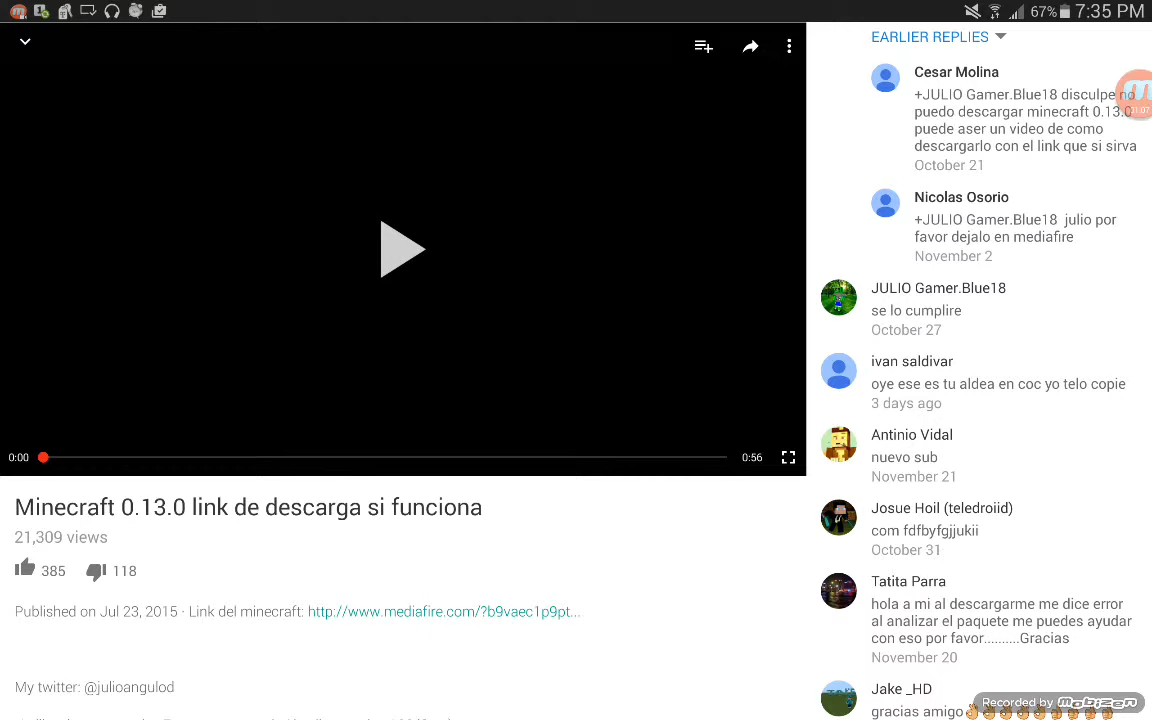 67% 7:35 PM
EARLIER REPLIES
Cesar Molina
+JULIO Gamer.Blue18 disculpe no
puedo descargar minecraft 0.13.0
puede aser un video de como
descargarlo con el link que si sirva
October 21
01:07
Nicolas Osorio
+JULIO Gamer.Blue18 julio por
favor dejalo en mediafire
November 2
JULIO Gamer.Blue18
se lo cumplire
October 27
ivan saldivar
oye ese es tu aldea en coc yo telo copie
3 days ago
Antinio Vidal
nuevo sub
November 21
Josue Hoil (teledroiid)
com fdfbyfgjjukii
October 31
Tatita Parra
hola a mi al descargarme me dice error
al analizar el paquete me puedes ayudar
con eso por favor..........Gracias
November 20
Jake _HD
gracias amigo
0:00
0:56
Minecraft 0.13.0 link de descarga si funciona
21,309 views
385 118
Published on Jul 23, 2015 · Link del minecraft: http://www.mediafire.com/?b9vaec1p9pt...
My twitter: @julioangulod
Recorded by mobizen